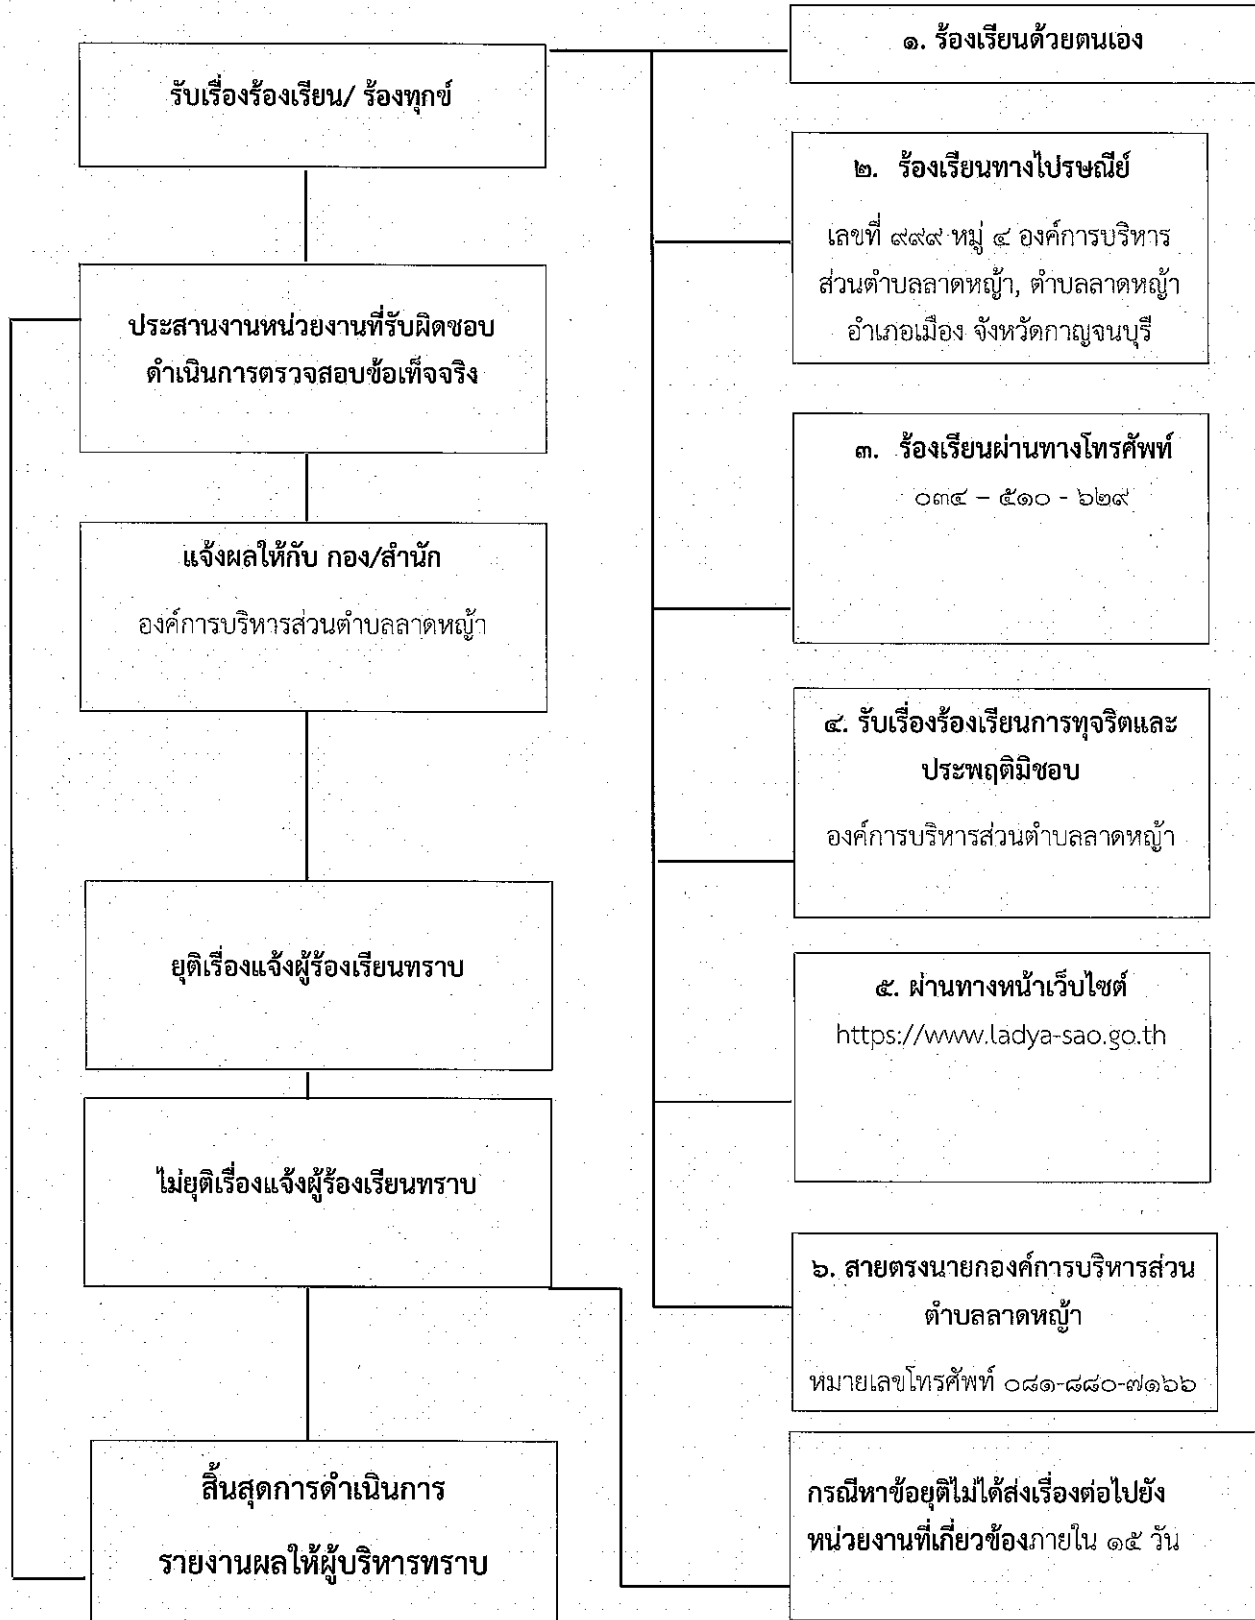 รับเรื่องร้องเรียน/ ร้องทุกข์
ประสานงานหน่วยงานที่รับผิดชอบ
ดำเนินการตรวจสอบข้อเท็จจริง
แจ้งผลให้กับ กอง/สำนัก
องค์การบริหารส่วนตำบลลาดหญ้า
ยุติเรื่องแจ้งผู้ร้องเรียนทราบ
ไม่ยุติเรื่องแจ้งผู้ร้องเรียนทราบ
สิ้นสุดการดำเนินการ
รายงานผลให้ผู้บริหารทราบ
๑. ร้องเรียนด้วยตนเอง
๒. ร้องเรียนทางไปรษณีย์
เลขที่ ๙๙๙ หมู่ ๔ องค์การบริหาร
ส่วนตำบลลาดหญ้า, ตำบลลาดหญ้า
อำเภอเมือง จังหวัดกาญจนบุรี
๓. ร้องเรียนผ่านทางโทรศัพท์
๐๓๔ – ๕๑๐ - ๖๒๙
๔. รับเรื่องร้องเรียนการทุจริตและ
ประพฤติมิชอบ
องค์การบริหารส่วนตำบลลาดหญ้า
๕. ผ่านทางหน้าเว็บไซต์
https://www.ladya-sao.go.th
๖. สายตรงนายกองค์การบริหารส่วน
ตำบลลาดหญ้า
หมายเลขโทรศัพท์ ๐๘๑-๘๘๐-๗๑๖๖
กรณีหาข้อยุติไม่ได้ส่งเรื่องต่อไปยัง
หน่วยงานที่เกี่ยวข้องภายใน ๑๕ วัน